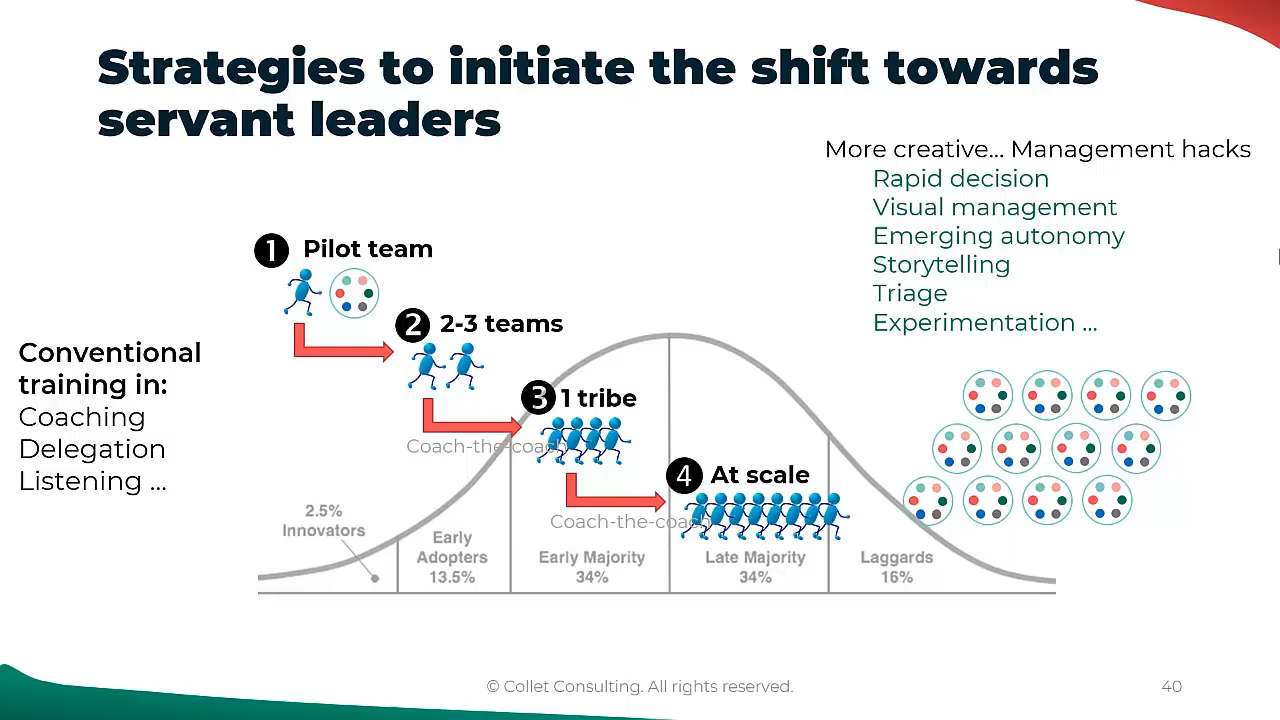 Strategies to initiate the shift towards
servant leaders
More creative... Management hacks
Rapid decision
Visual management
Emerging autonomy
Storytelling
Triage
Experimentation ...
1 Pilot team
2 2-3 teams
Conventional
training in:
Coaching
Delegation
Listening ...
3 1 tribe
Coach-the-coach
4 At scale
Coach-the-coach
2.5%
Innovators
Early
Adopters
13.5%
Early Majority
34%
Late Majority
34%
Laggards
16%
© Collet Consulting. All rights reserved.
40